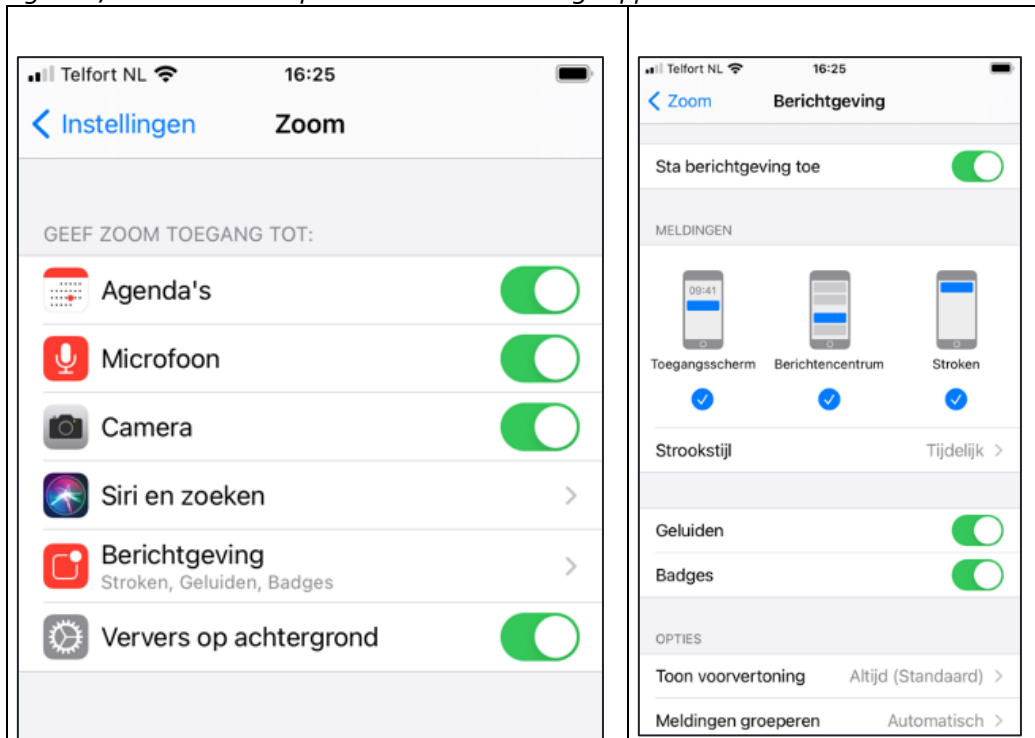 Telfort NL 16:25
Instellingen Zoom
GEEF ZOOM TOEGANG TOT:
Agenda's
Microfoon
Camera
Siri en zoeken
Berichtgeving
Stroken, Geluiden, Badges
Ververs op achtergrond
Telfort NL 16:25
Zoom Berichtgeving
Sta berichtgeving toe
MELDINGEN
09:41
Toegangsscherm Berichtencentrum Stroken
Strookstijl Tijdelijk
Geluiden
Badges
OPTIES
Toon voorvertoning Altijd (Standaard)
Meldingen groeperen Automatisch